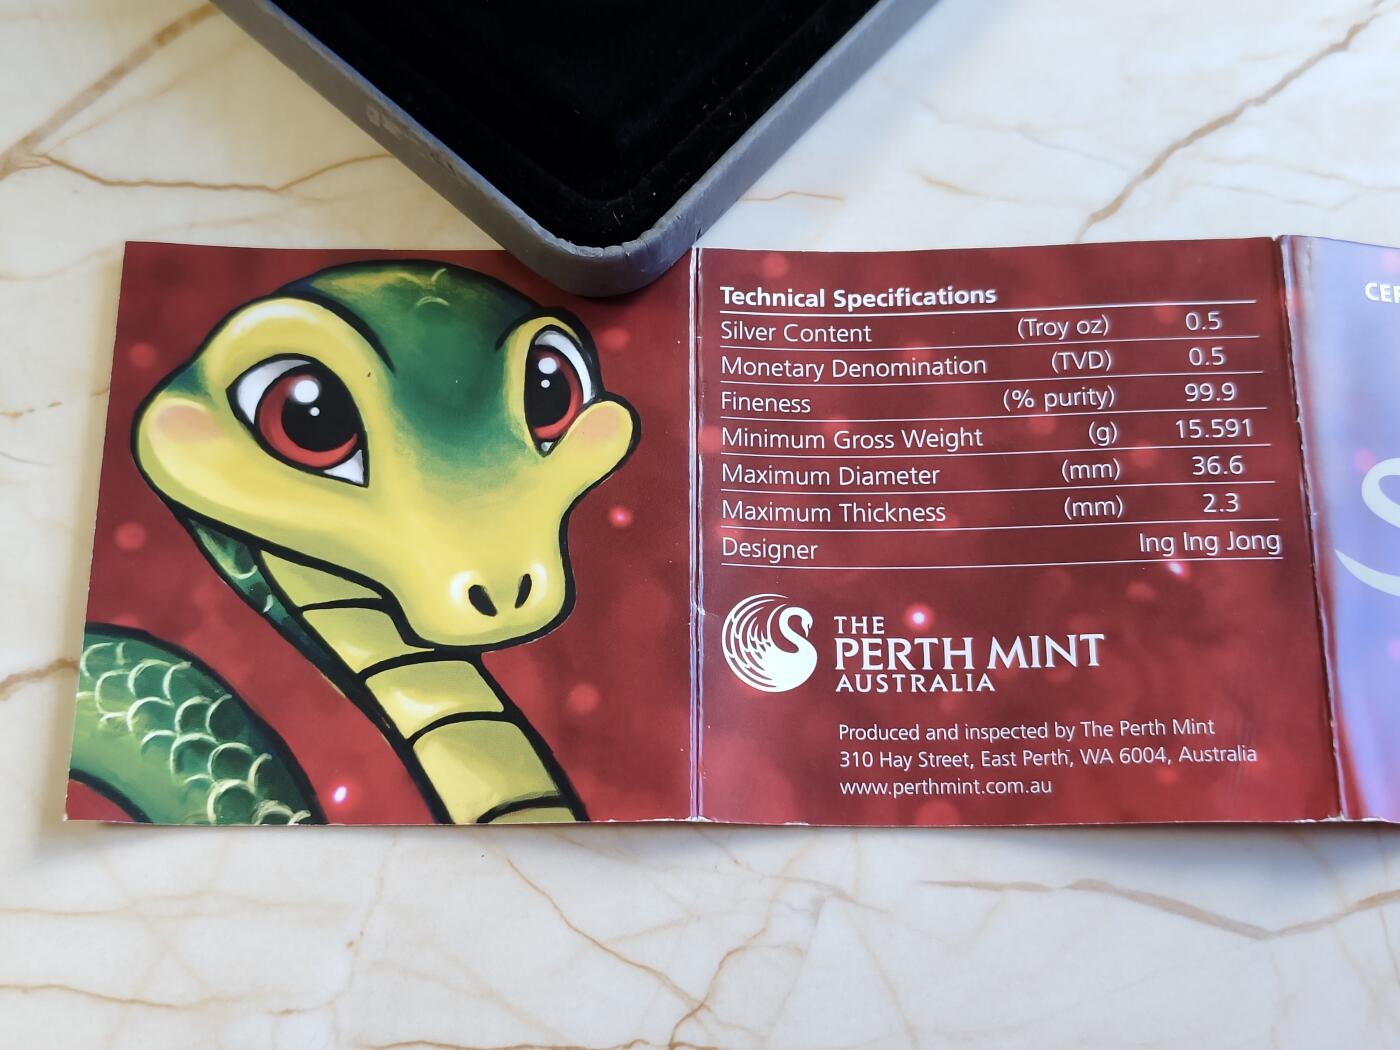 Technical Specifications
Silver Content (Troy oz) 0.5
Monetary Denomination (TVD) 0.5
Fineness (% purity) 99.9
Minimum Gross Weight (g) 15.591
Maximum Diameter (mm) 36.6
Maximum Thickness (mm) 2.3
Designer Ing Ing Jong
THE
PERTH MINT
AUSTRALIA
Produced and inspected by The Perth Mint
310 Hay Street, East Perth, WA 6004, Australia
www.perthmint.com.au